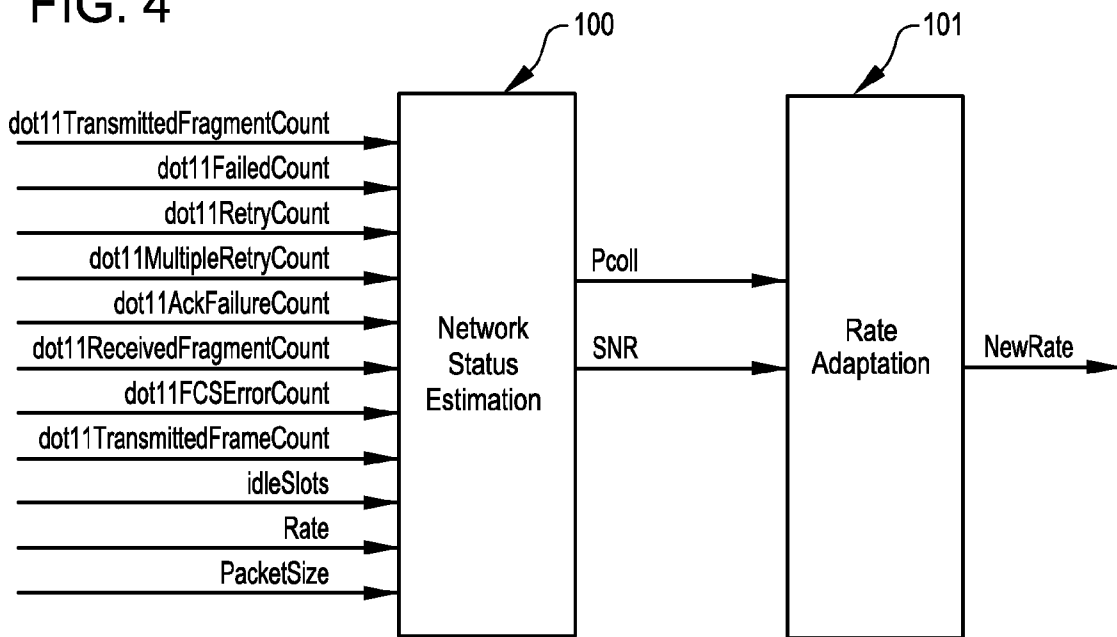 FIG. 4
100
101
dot11TransmittedFragmentCount
dot11FailedCount
dot11RetryCount
dot11MultipleRetryCount
dot11AckFailureCount
dot11ReceivedFragmentCount
dot11FCSErrorCount
dot11TransmittedFrameCount
idleSlots
Rate
PacketSize
Network
Status
Estimation
Pcoll
SNR
Rate
Adaptation
NewRate